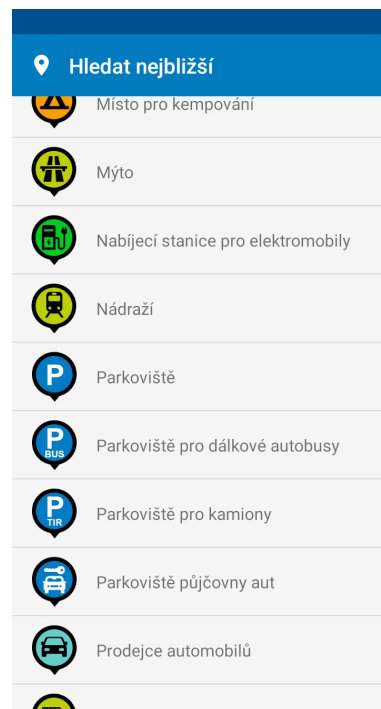 Hledat nejbližší
Místo pro kempování
Mýto
Nabíjecí stanice pro elektromobily
Nádraží
P
Parkoviště
P
BUS
Parkoviště pro dálkové autobusy
P
TIR
Parkoviště pro kamiony
Parkoviště půjčovny aut
Prodejce automobilů